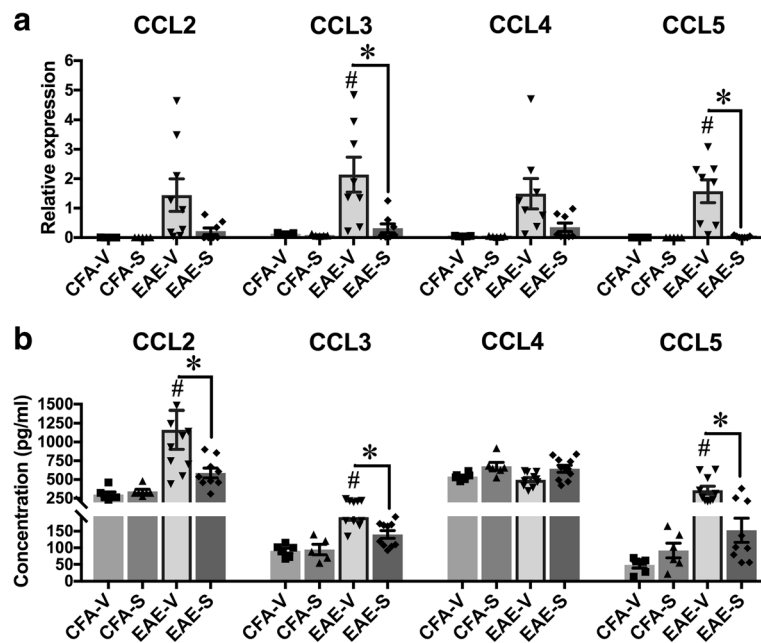 a
CCL2 CCL3 CCL4 CCL5
Relative expression
6
5
4
3
2
1
0
# * # *
CFA-V CFA-S EAE-V EAE-S CFA-V CFA-S EAE-V EAE-S CFA-V CFA-S EAE-V EAE-S CFA-V CFA-S EAE-V EAE-S
b
CCL2 CCL3 CCL4 CCL5
Concentration (pg/ml)
1500
1250
1000
750
500
250
150
100
50
0
# * # * # *
CFA-V CFA-S EAE-V EAE-S CFA-V CFA-S EAE-V EAE-S CFA-V CFA-S EAE-V EAE-S CFA-V CFA-S EAE-V EAE-S